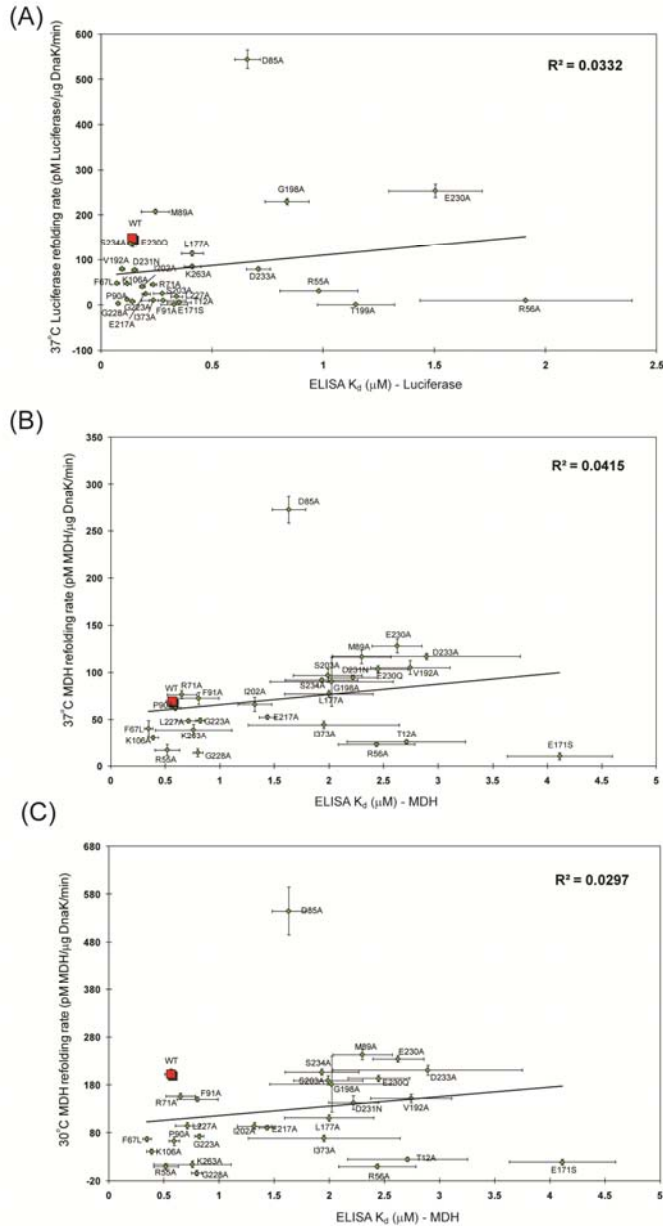 (A)
600
500
400
300
200
100
0
-100
0
0.5
1
1.5
2
2.5
37°C Luciferase refolding rate (pM Luciferase/µg DnaK/min)
ELISA Kd (µM) - Luciferase
R² = 0.0332
D85A
G198A
E230A
M89A
WT
S234A
E230Q
L177A
V192A
D231N
I202A
K263A
D233A
F67L
K106A
R71A
R55A
P90A
S203A
L227A
T12A
T199A
R56A
G228A
G223A
F91A
E171S
E217A
I373A
(B)
350
300
250
200
150
100
50
0
0
0.5
1
1.5
2
2.5
3
3.5
4
4.5
5
37°C MDH refolding rate (pM MDH/µg DnaK/min)
ELISA Kd (µM) - MDH
R² = 0.0415
D85A
E230A
M89A
D233A
S203A
D231N
E230Q
V192A
S234A
G198A
WT
R71A
F91A
L177A
P90A
I202A
L227A
G223A
E217A
F67L
K106A
K263A
I373A
T12A
R55A
G228A
R56A
E171S
(C)
680
580
480
380
280
180
80
-20
0
0.5
1
1.5
2
2.5
3
3.5
4
4.5
5
30°C MDH refolding rate (pM MDH/µg DnaK/min)
ELISA Kd (µM) - MDH
R² = 0.0297
D85A
M89A
E230A
S234A
WT
D233A
S203A
E230Q
G198A
F91A
R71A
D231N
V192A
L177A
L227A
I202A
E217A
P90A
F67L
G223A
K106A
I373A
K263A
T12A
R55A
G228A
R56A
E171S